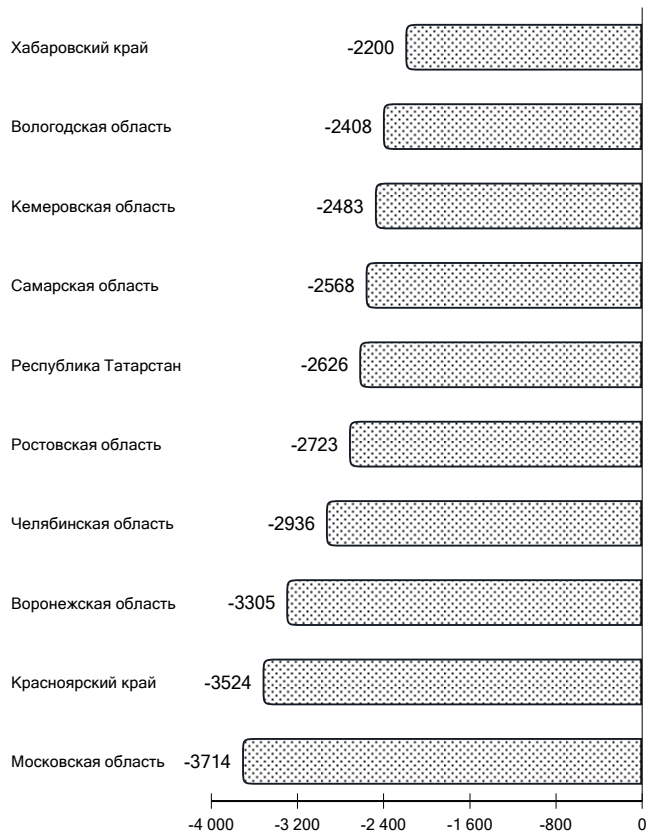 Хабаровский край -2200
Вологодская область -2408
Кемеровская область -2483
Самарская область -2568
Республика Татарстан -2626
Ростовская область -2723
Челябинская область -2936
Воронежская область -3305
Красноярский край -3524
Московская область -3714
-4 000 -3 200 -2 400 -1 600 -800 0